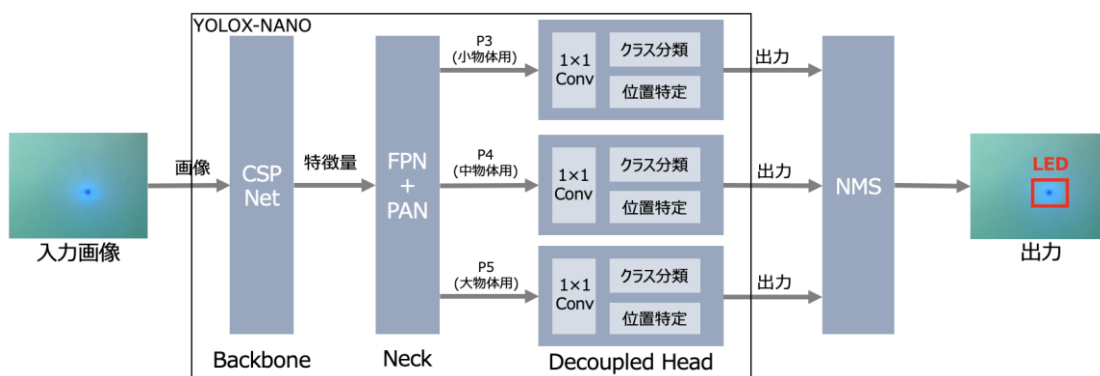 YOLOX-NANO
入力画像
画像
CSP
Net
Backbone
特徴量
FPN
+
PAN
Neck
P3
(小物体用)
1×1
Conv
クラス分類
位置特定
出力
P4
(中物体用)
1×1
Conv
クラス分類
位置特定
出力
P5
(大物体用)
1×1
Conv
クラス分類
位置特定
出力
Decoupled Head
NMS
LED
出力